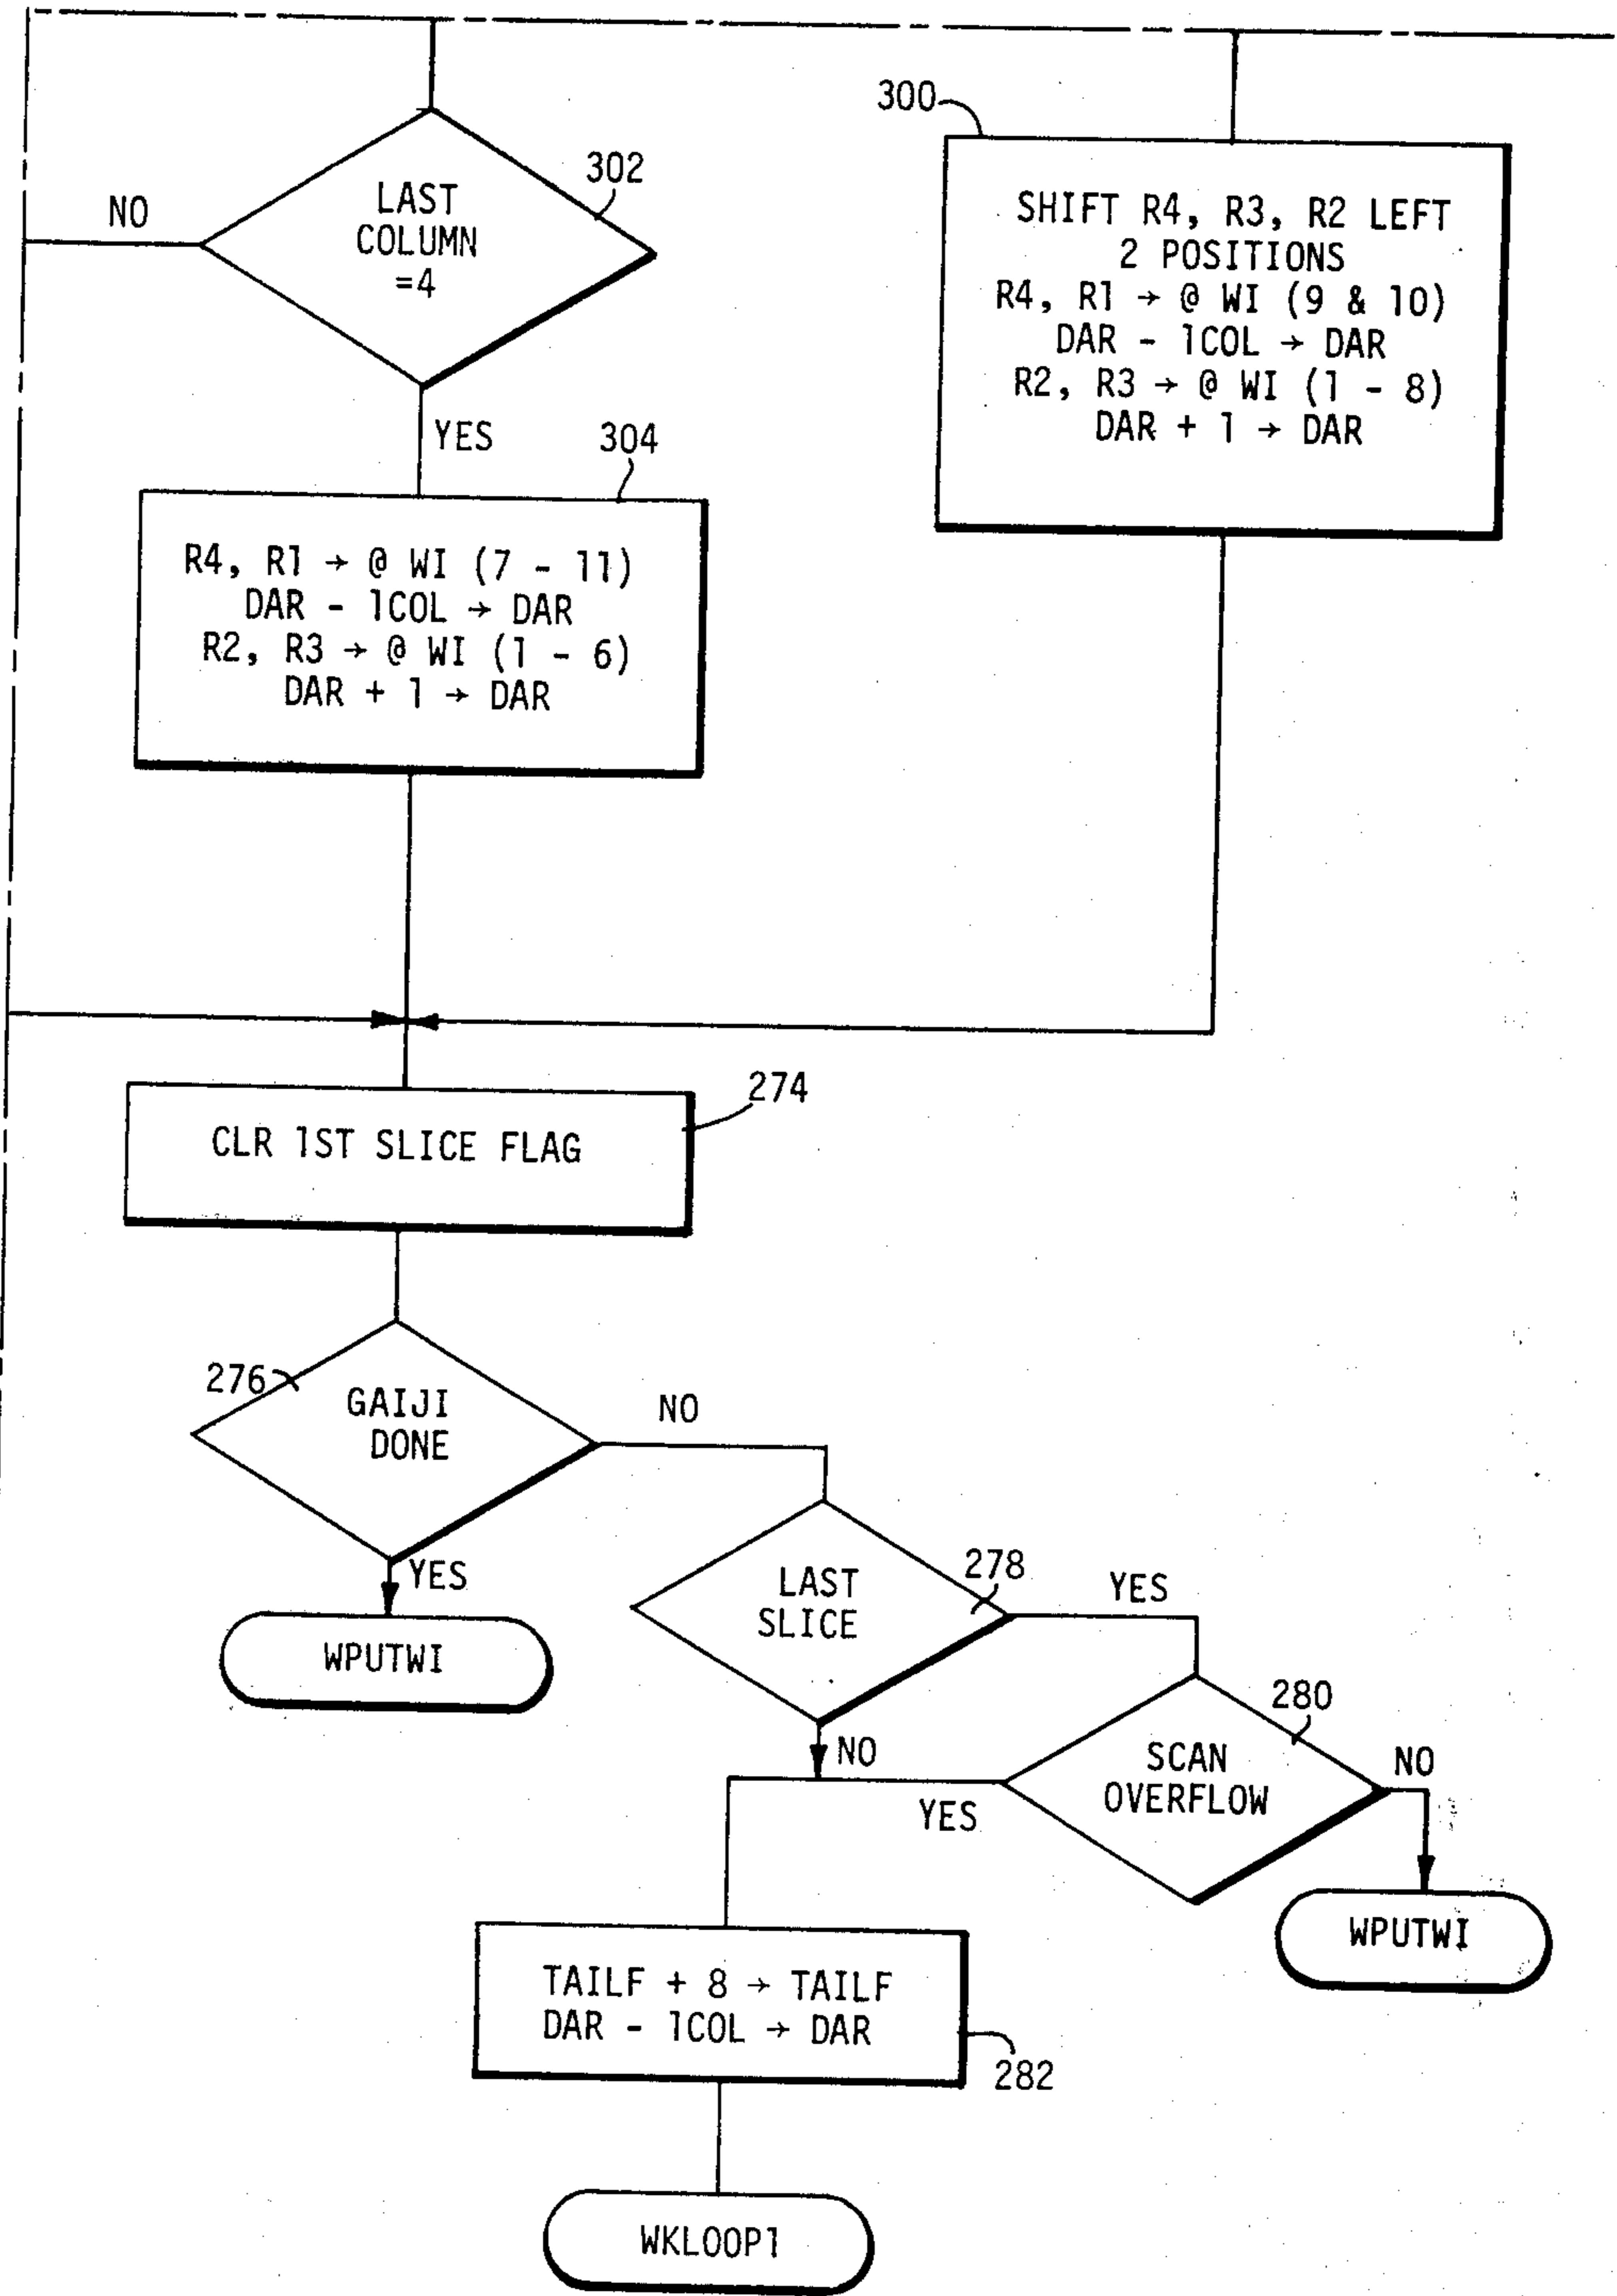 300
SHIFT R4, R3, R2 LEFT
2 POSITIONS
R4, R1 → @ WI (9 & 10)
DAR - 1COL → DAR
R2, R3 → @ WI (1 - 8)
DAR + 1 → DAR
302
LAST
COLUMN
=4
NO
YES
304
R4, R1 → @ WI (7 - 11)
DAR - 1COL → DAR
R2, R3 → @ WI (1 - 6)
DAR + 1 → DAR
274
CLR 1ST SLICE FLAG
276
GAIJI
DONE
NO
YES
WPUTWI
278
LAST
SLICE
YES
NO
280
SCAN
OVERFLOW
NO
YES
WPUTWI
TAILF + 8 → TAILF
DAR - 1COL → DAR
282
WKLOOP1